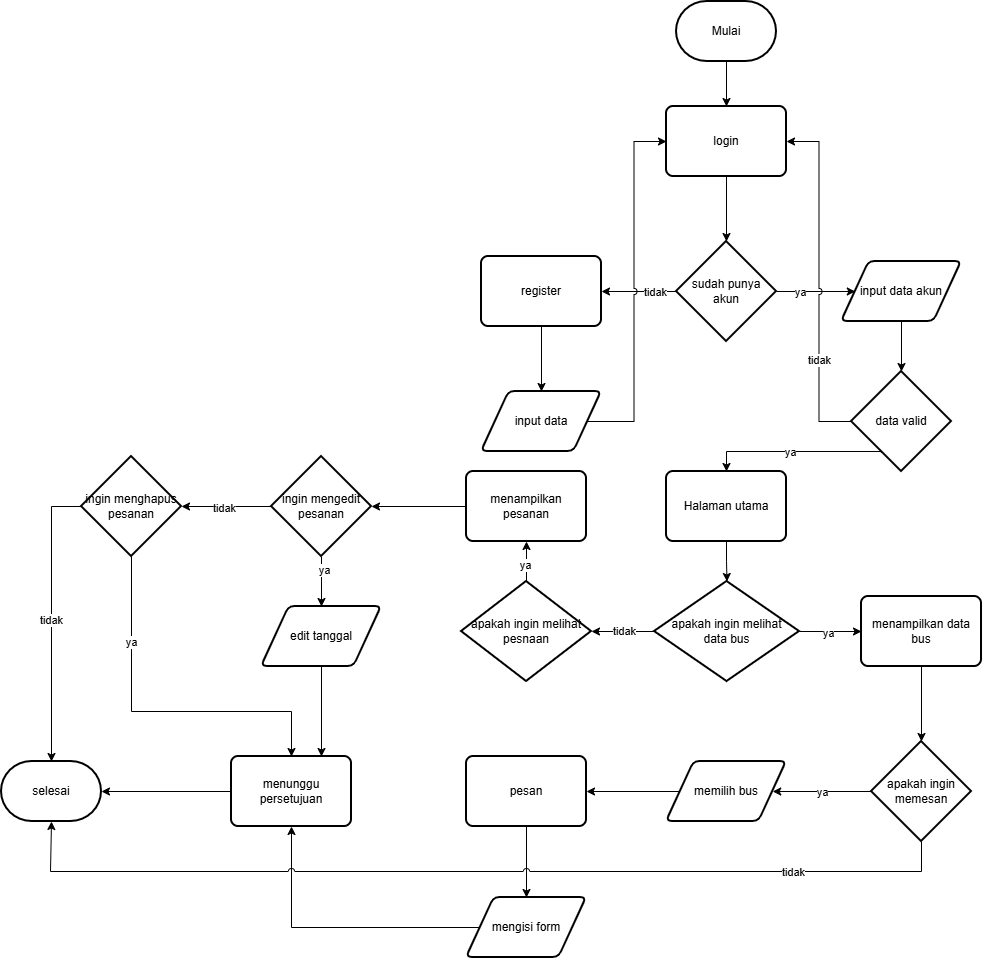 Mulai
login
sudah punya
akun
tidak
ya
register
input data akun
tidak
input data
data valid
ya
ingin menghapus
pesanan
tidak
ingin mengedit
pesanan
menampilkan
pesanan
Halaman utama
ya
ya
tidak
ya
edit tanggal
apakah ingin melihat
pesnaan
tidak
apakah ingin melihat
data bus
ya
menampilkan data
bus
selesai
menunggu
persetujuan
pesan
memilih bus
ya
apakah ingin
memesan
tidak
mengisi form